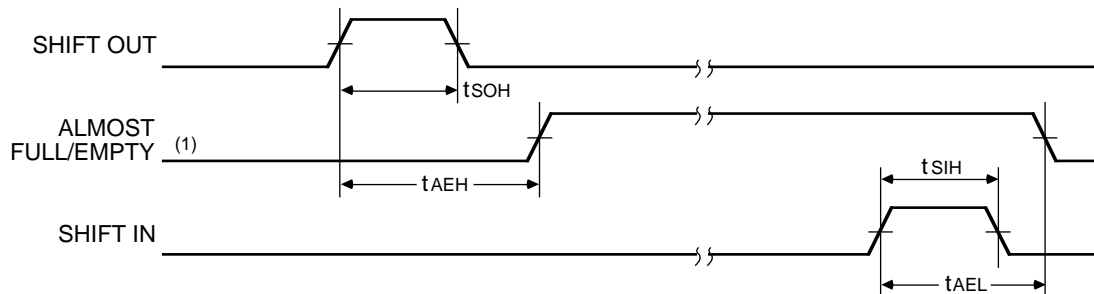 SHIFT OUT
tSOH
ALMOST
FULL/EMPTY (1)
tAEH
tSIH
SHIFT IN
tAEL